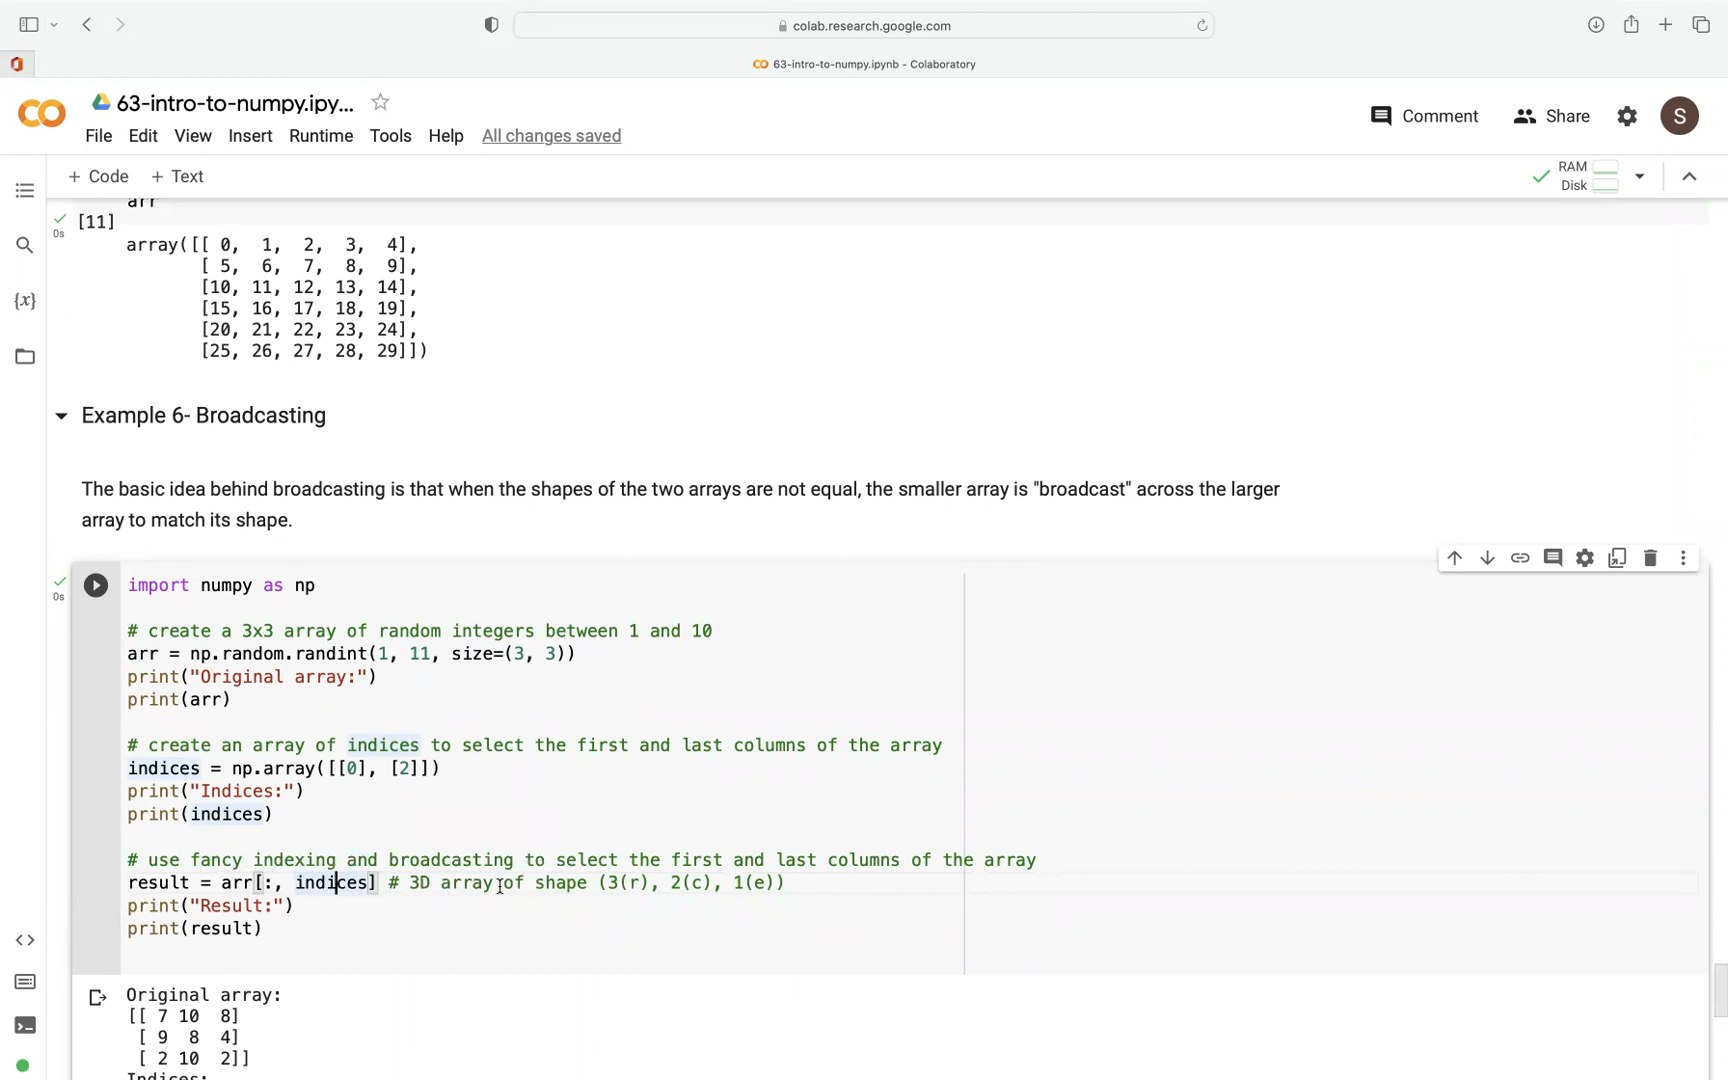 colab.research.google.com
63-intro-to-numpy.ipynb - Colaboratory
63-intro-to-numpy.ipy...
Comment
Share
S
File Edit View Insert Runtime Tools Help All changes saved
+ Code + Text
RAM
Disk
arr
[11]
0s
array([[ 0, 1, 2, 3, 4],
[ 5, 6, 7, 8, 9],
[10, 11, 12, 13, 14],
[15, 16, 17, 18, 19],
[20, 21, 22, 23, 24],
[25, 26, 27, 28, 29]])
{x}
Example 6- Broadcasting
The basic idea behind broadcasting is that when the shapes of the two arrays are not equal, the smaller array is "broadcast" across the larger
array to match its shape.
0s
import numpy as np
# create a 3x3 array of random integers between 1 and 10
arr = np.random.randint(1, 11, size=(3, 3))
print("Original array:")
print(arr)
# create an array of indices to select the first and last columns of the array
indices = np.array([[0], [2]])
print("Indices:")
print(indices)
# use fancy indexing and broadcasting to select the first and last columns of the array
result = arr[:, indices] # 3D array of shape (3(r), 2(c), 1(e))
print("Result:")
print(result)
Original array:
[[ 7 10 8]
[ 9 8 4]
[ 2 10 2]]
Indices: